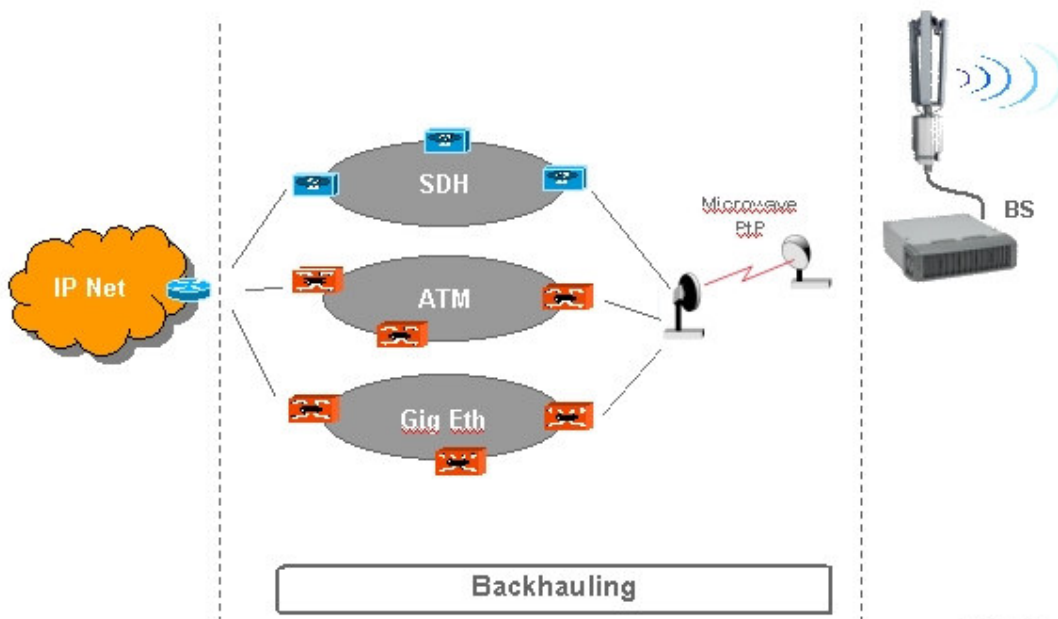 SDH
Microwave
PtP
BS
IP Net
ATM
Gig Eth
Backhauling